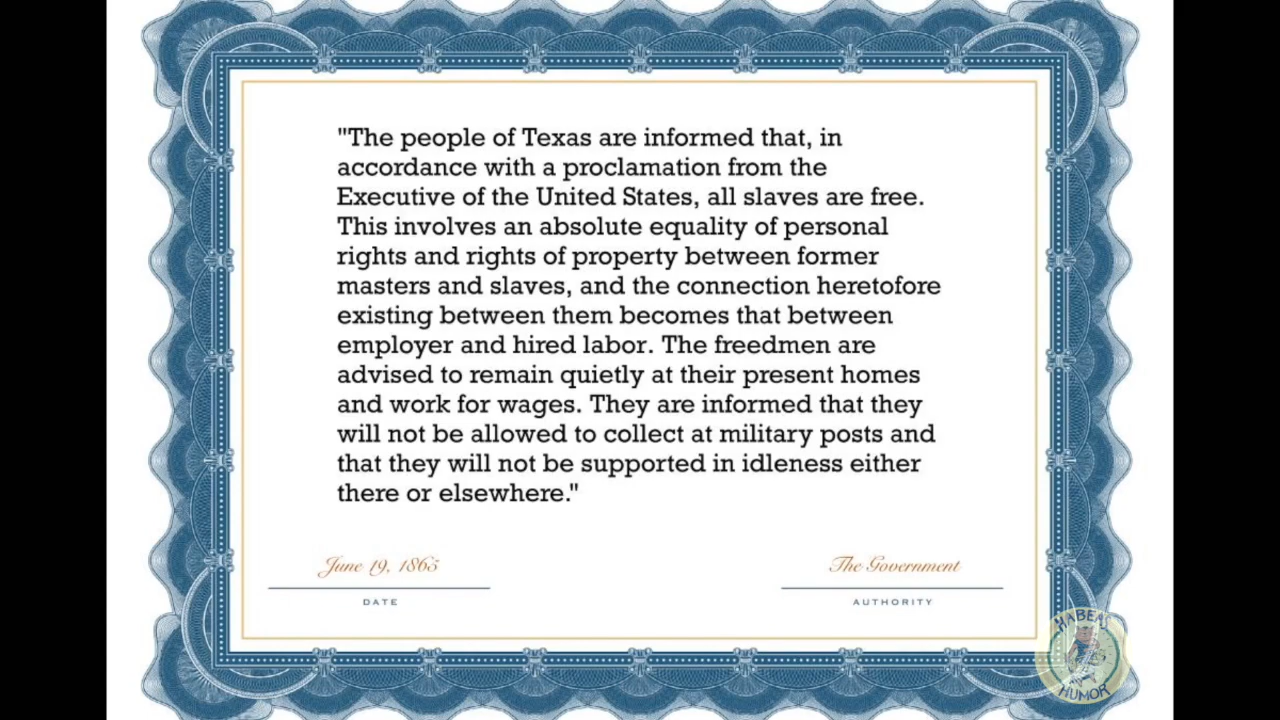 "The people of Texas are informed that, in
accordance with a proclamation from the
Executive of the United States, all slaves are free.
This involves an absolute equality of personal
rights and rights of property between former
masters and slaves, and the connection heretofore
existing between them becomes that between
employer and hired labor. The freedmen are
advised to remain quietly at their present homes
and work for wages. They are informed that they
will not be allowed to collect at military posts and
that they will not be supported in idleness either
there or elsewhere."
June 19, 1865
The Government
DATE
AUTHORITY
HABEAS
HUMOR